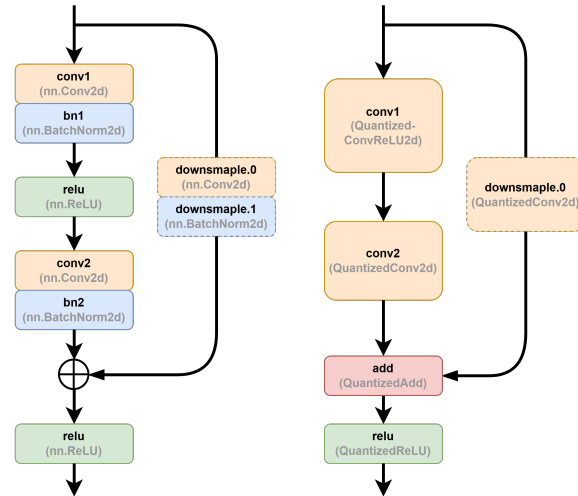 conv1
(nn.Conv2d)
bn1
(nn.BatchNorm2d)
relu
(nn.ReLU)
conv2
(nn.Conv2d)
bn2
(nn.BatchNorm2d)
relu
(nn.ReLU)
downsmaple.0
(nn.Conv2d)
downsmaple.1
(nn.BatchNorm2d)
conv1
(Quantized-
ConvReLU2d)
conv2
(QuantizedConv2d)
add
(QuantizedAdd)
relu
(QuantizedReLU)
downsmaple.0
(QuantizedConv2d)